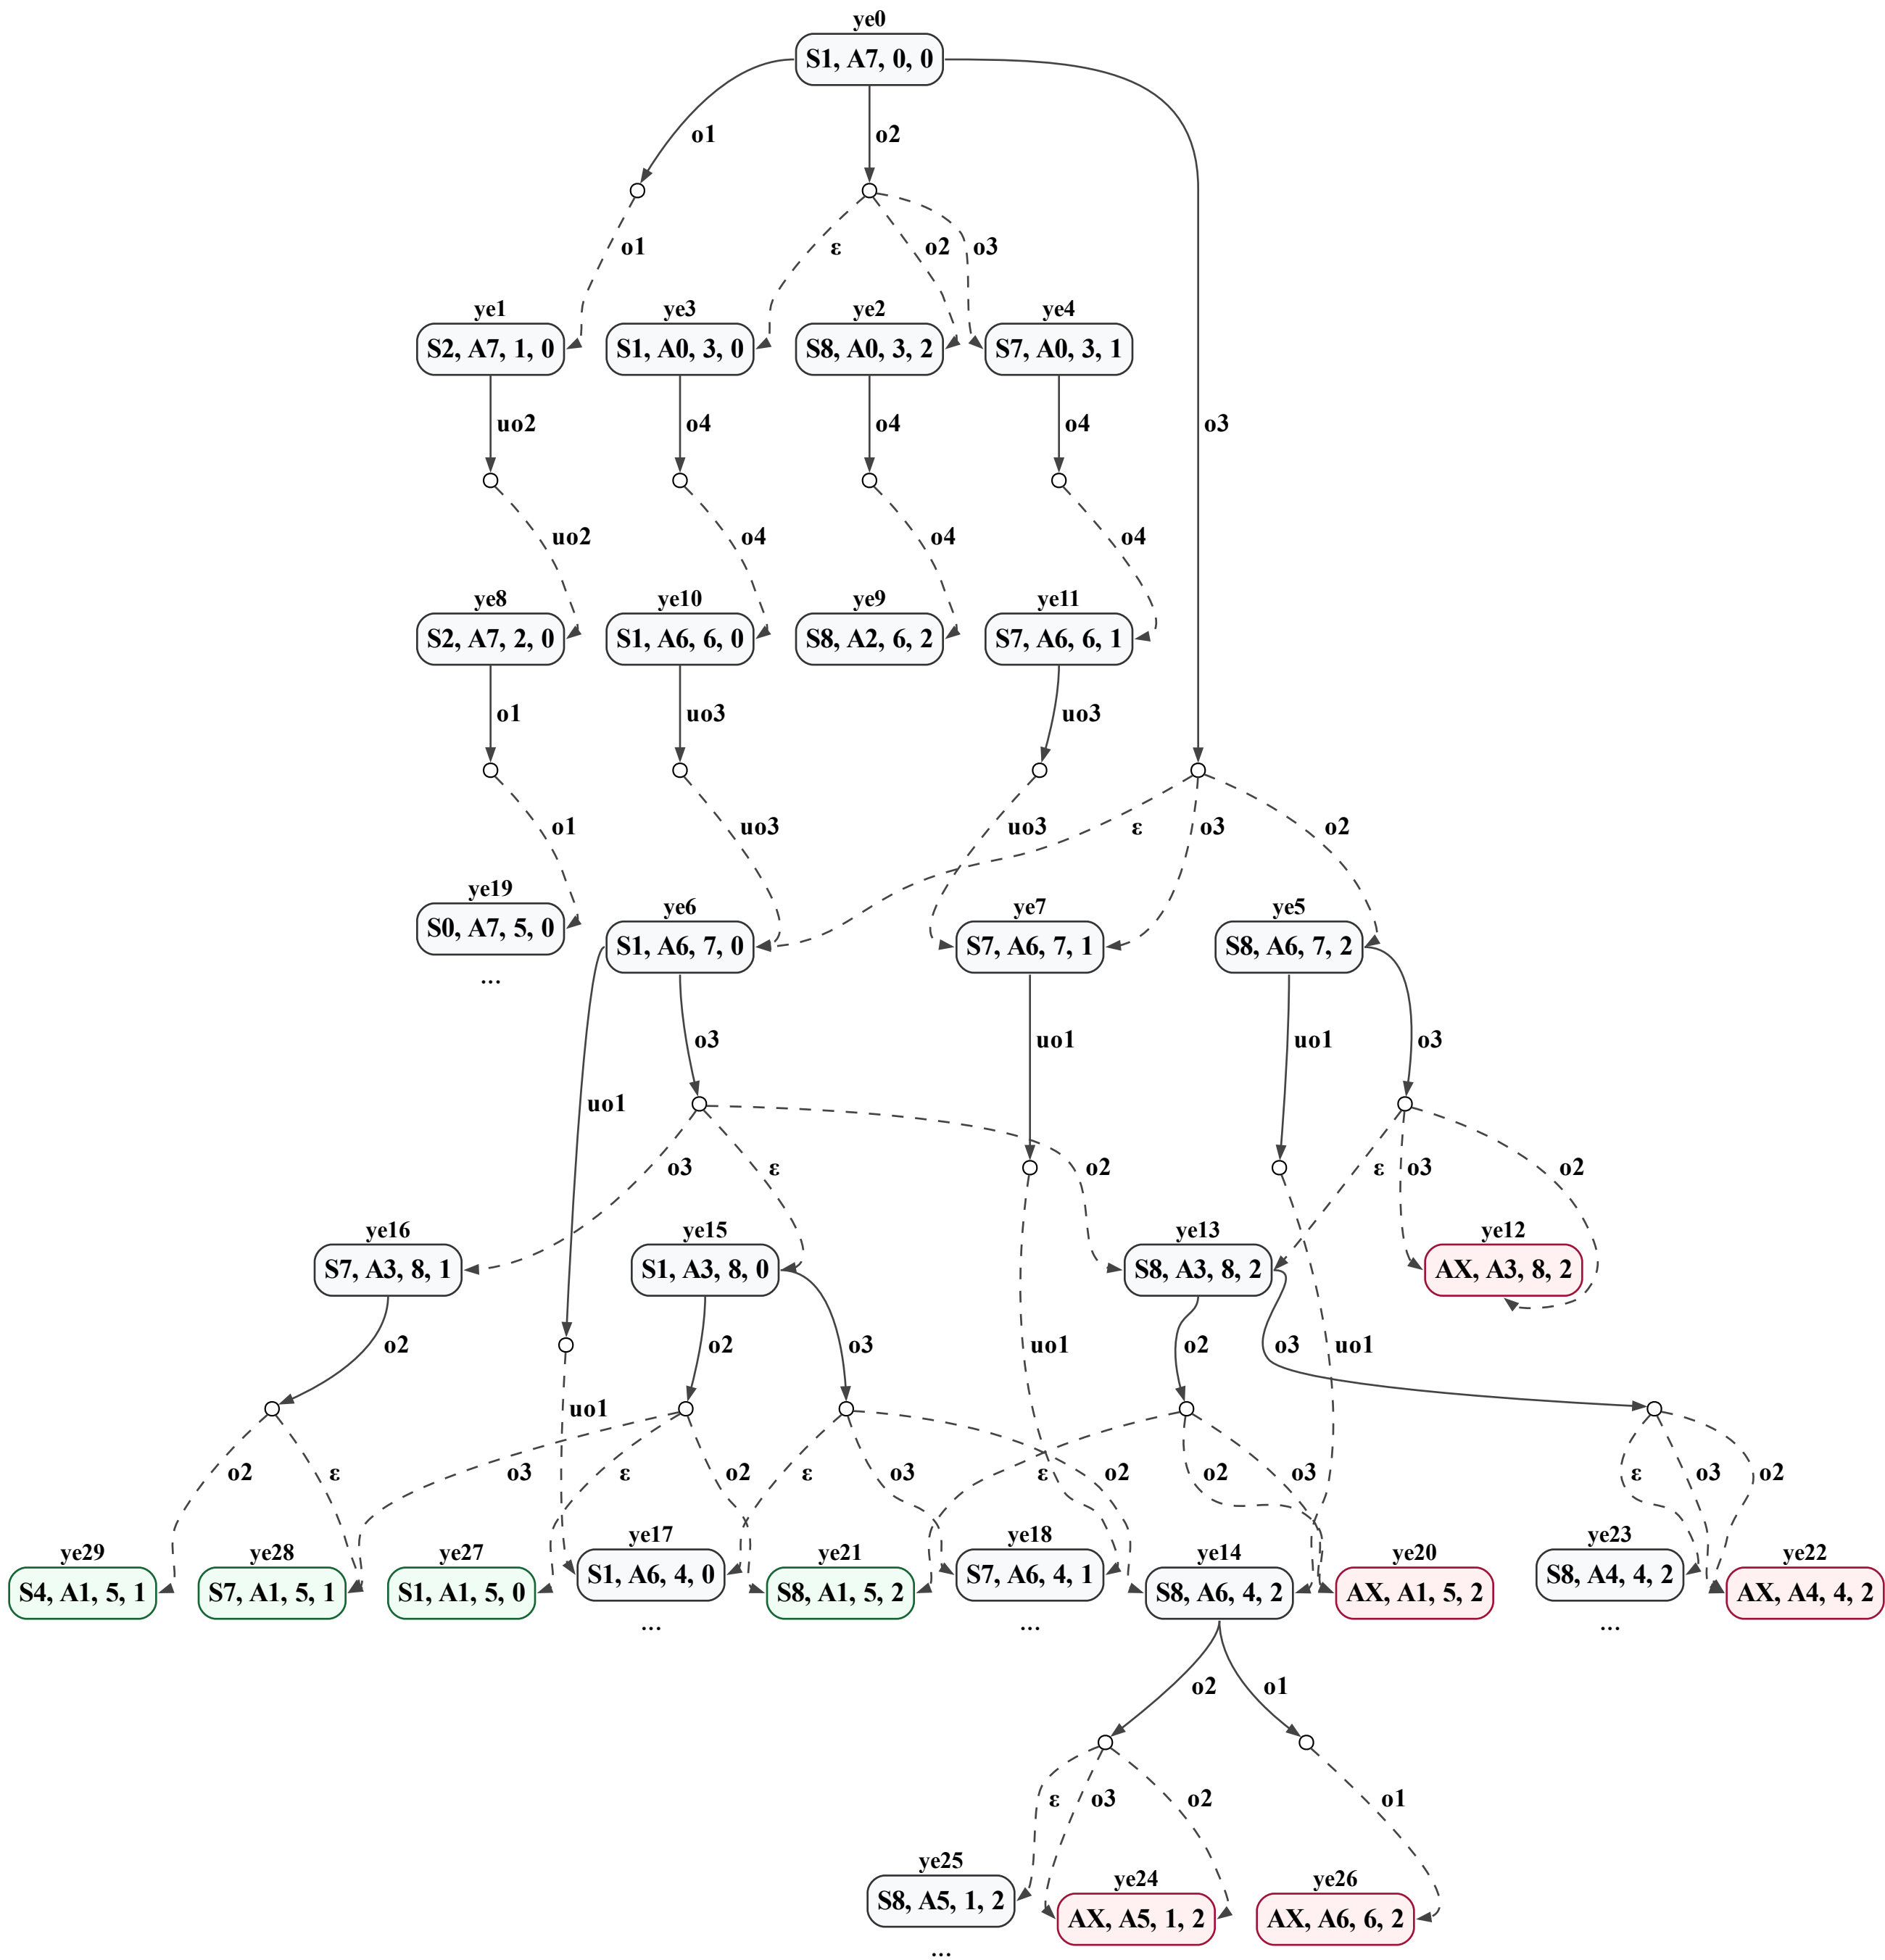 ye0
S1, A7, 0, 0
o1
o2
o1
ε
o2
o3
ye1
ye3
ye2
ye4
S2, A7, 1, 0
S1, A0, 3, 0
S8, A0, 3, 2
S7, A0, 3, 1
uo2
o4
o4
o4
o3
uo2
o4
o4
o4
ye8
ye10
ye9
ye11
S2, A7, 2, 0
S1, A6, 6, 0
S8, A2, 6, 2
S7, A6, 6, 1
o1
uo3
uo3
o1
uo3
uo3
ε
o3
o2
ye19
ye6
ye7
ye5
S0, A7, 5, 0
S1, A6, 7, 0
S7, A6, 7, 1
S8, A6, 7, 2
...
o3
uo1
uo1
o3
uo1
o3
ε
o2
ε
o3
o2
ye16
ye15
ye13
ye12
S7, A3, 8, 1
S1, A3, 8, 0
S8, A3, 8, 2
AX, A3, 8, 2
o2
o2
o3
uo1
o2
o3
uo1
uo1
o2
ε
o3
ε
o2
ε
o3
ε
o2
o2
o3
ε
o3
o2
ye29
ye28
ye27
ye17
ye21
ye18
ye14
ye20
ye23
ye22
S4, A1, 5, 1
S7, A1, 5, 1
S1, A1, 5, 0
S1, A6, 4, 0
S8, A1, 5, 2
S7, A6, 4, 1
S8, A6, 4, 2
AX, A1, 5, 2
S8, A4, 4, 2
AX, A4, 4, 2
...
...
...
o2
o1
ε
o3
o2
o1
ye25
ye24
ye26
S8, A5, 1, 2
AX, A5, 1, 2
AX, A6, 6, 2
...